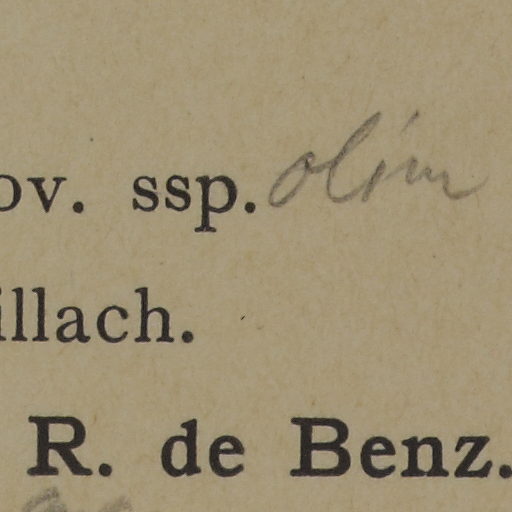 ov. ssp. olim
illach.
R. de Benz.